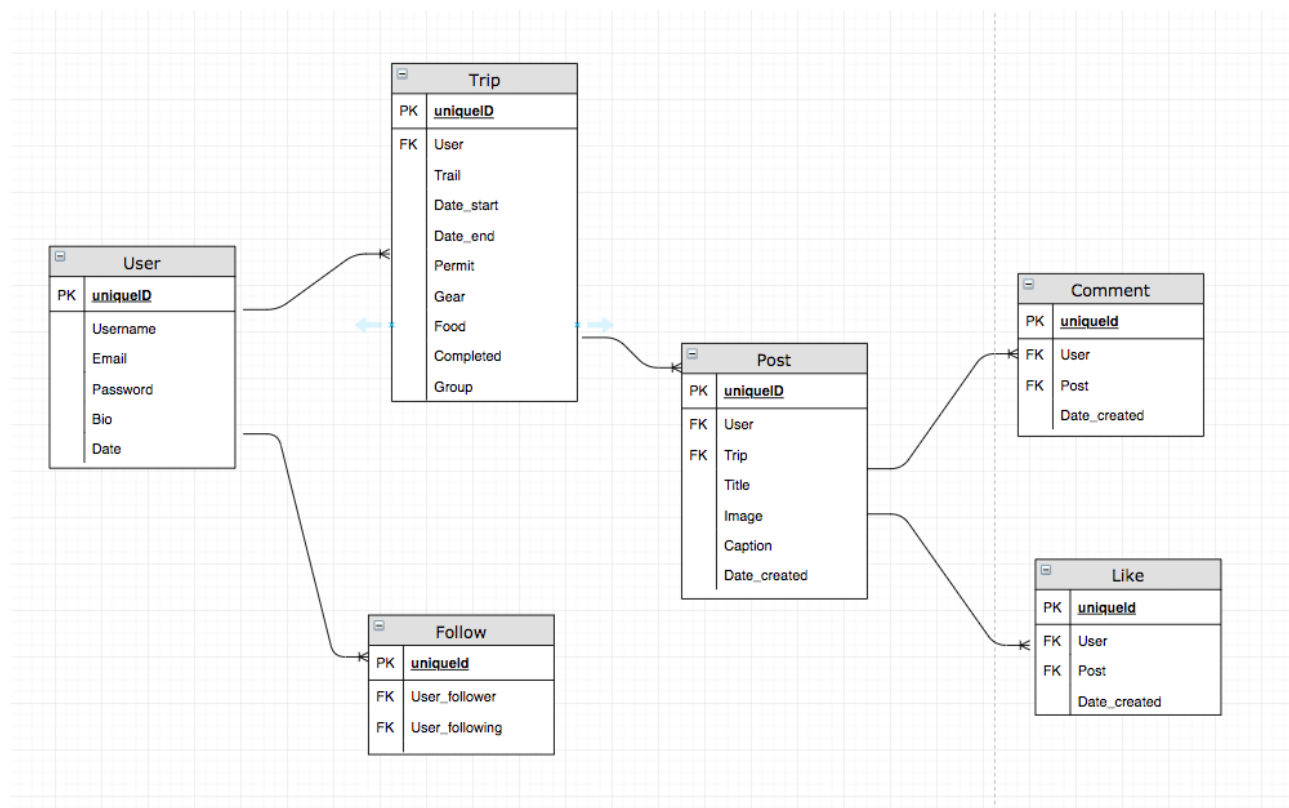 Trip
PK uniqueID
FK User
Trail
Date_start
Date_end
Permit
Gear
Food
Completed
Group
User
PK uniqueID
Username
Email
Password
Bio
Date
Comment
PK uniqueId
FK User
FK Post
Date_created
Post
PK uniqueID
FK User
FK Trip
Title
Image
Caption
Date_created
Like
PK uniqueId
FK User
FK Post
Date_created
Follow
PK uniqueId
FK User_follower
FK User_following